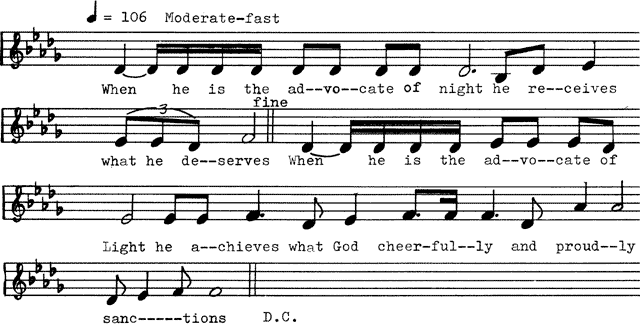 ♩ = 106 Moderate-fast
When he is the ad--vo--cate of night he re--ceives
fine
3
what he de--serves When he is the ad--vo--cate of
Light he a--chieves what God cheer-ful--ly and proud--ly
sanc-----tions D.C.